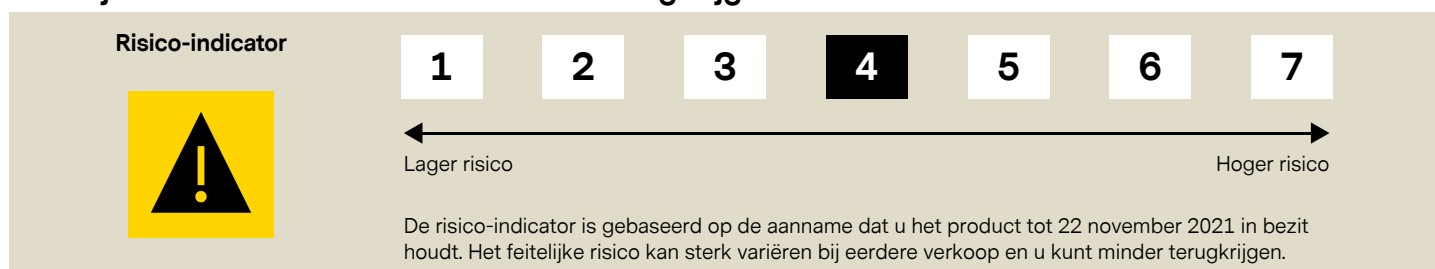 Risico-indicator
1 2 3 4 5 6 7
Lager risico Hoger risico
De risico-indicator is gebaseerd op de aanname dat u het product tot 22 november 2021 in bezit
houdt. Het feitelijke risico kan sterk variëren bij eerdere verkoop en u kunt minder terugkrijgen.